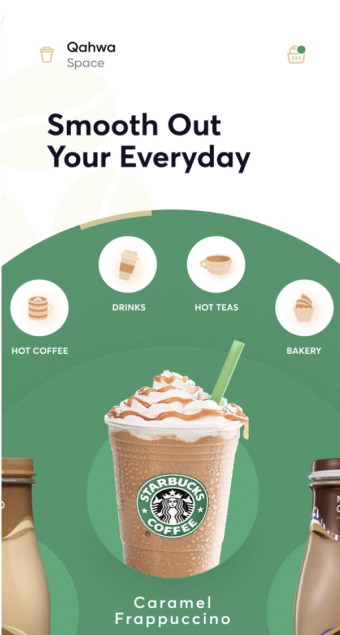 Qahwa
Space
Smooth Out
Your Everyday
DRINKS
HOT TEAS
HOT COFFEE
BAKERY
STARBUCKS
COFFEE
Caramel
Frappuccino